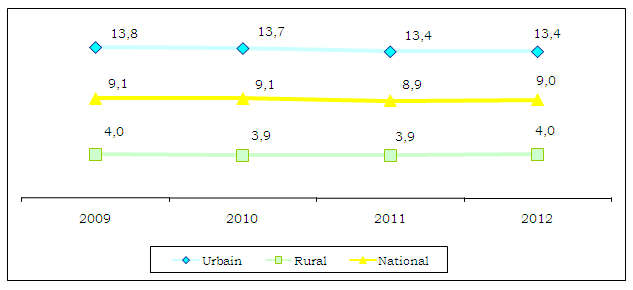 13,8 13,7 13,4 13,4
9,1 9,1 8,9 9,0
4,0 3,9 3,9 4,0
2009 2010 2011 2012
Urbain Rural National